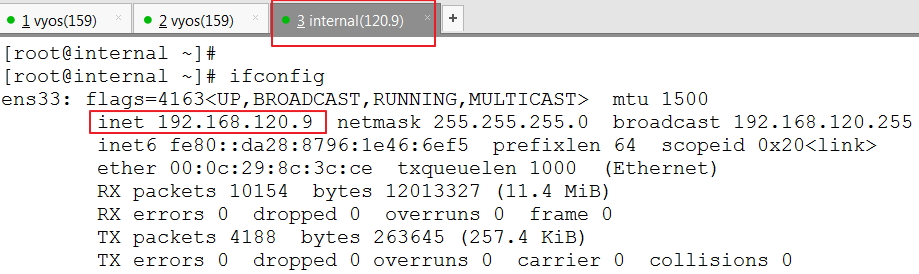 1 vyos(159) × 2 vyos(159) × 3 internal(120.9) × +
[root@internal ~]#
[root@internal ~]# ifconfig
ens33: flags=4163<UP,BROADCAST,RUNNING,MULTICAST>  mtu 1500
        inet 192.168.120.9  netmask 255.255.255.0  broadcast 192.168.120.255
        inet6 fe80::da28:8796:1e46:6ef5  prefixlen 64  scopeid 0x20<link>
        ether 00:0c:29:8c:3c:ce  txqueuelen 1000  (Ethernet)
        RX packets 10154  bytes 12013327 (11.4 MiB)
        RX errors 0  dropped 0  overruns 0  frame 0
        TX packets 4188  bytes 263645 (257.4 KiB)
        TX errors 0  dropped 0 overruns 0  carrier 0  collisions 0